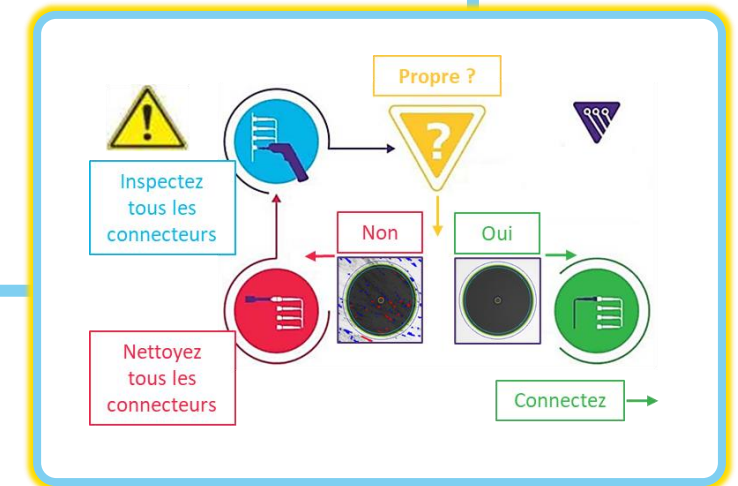 Propre ?
?
Inspectez
tous les
connecteurs
Non
Oui
Nettoyez
tous les
connecteurs
Connectez